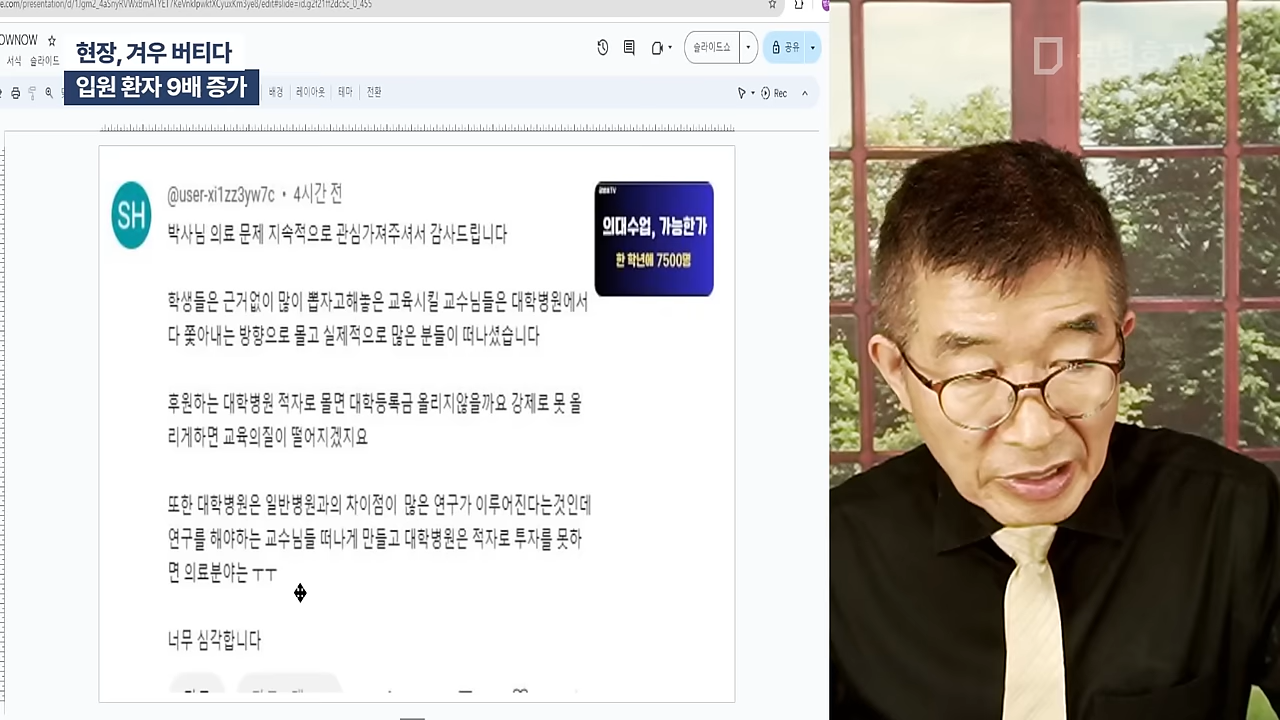 현장, 겨우 버티다
입원 환자 9배 증가
OWNOW
서식 슬라이드
슬라이드쇼
공유
배경 레이아웃 테마 전환
Rec
SH
@user-xi1zz3yw7c • 4시간 전
박사님 의료 문제 지속적으로 관심가져주셔서 감사드립니다
의대수업, 가능한가
한 학년에 7500명
학생들은 근거없이 많이 뽑자고해놓은 교육시킬 교수님들은 대학병원에서
다 쫓아내는 방향으로 몰고 실제적으로 많은 분들이 떠나셨습니다
후원하는 대학병원 적자로 몰면 대학등록금 올리지않을까요 강제로 못 올
리게하면 교육의질이 떨어지겠지요
또한 대학병원은 일반병원과의 차이점이 많은 연구가 이루어진다는것인데
연구를 해야하는 교수님들 떠나게 만들고 대학병원은 적자로 투자를 못하
면 의료분야는 ㅜㅜ
너무 심각합니다